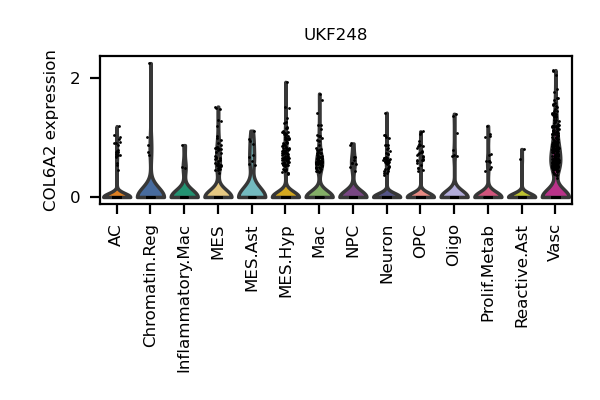 UKF248
COL6A2 expression
2
0
AC
Chromatin.Reg
Inflammatory.Mac
MES
MES.Ast
MES.Hyp
Mac
NPC
Neuron
OPC
Oligo
Prolif.Metab
Reactive.Ast
Vasc